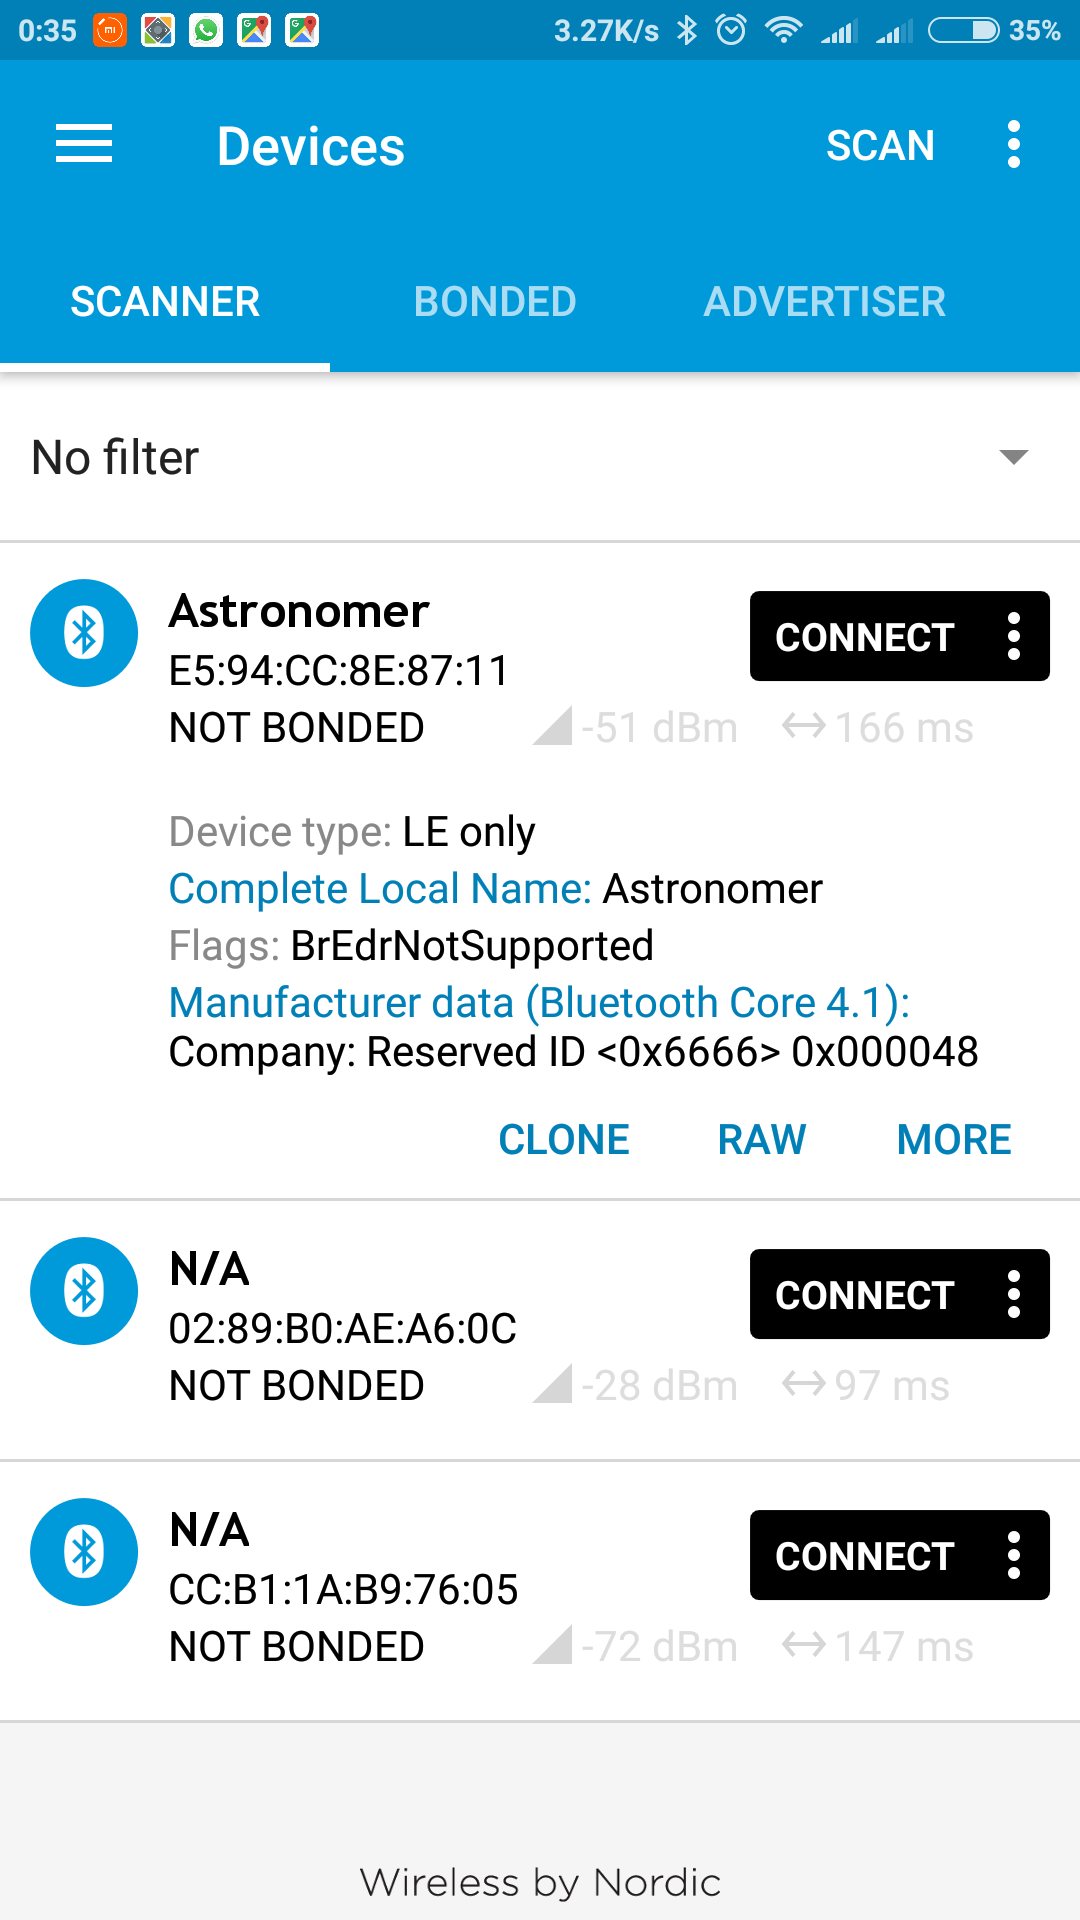 0:35 3.27K/s 35%
Devices SCAN
SCANNER BONDED ADVERTISER
No filter
Astronomer CONNECT
E5:94:CC:8E:87:11
NOT BONDED -51 dBm 166 ms
Device type: LE only
Complete Local Name: Astronomer
Flags: BrEdrNotSupported
Manufacturer data (Bluetooth Core 4.1):
Company: Reserved ID <0x6666> 0x000048
CLONE RAW MORE
N/A CONNECT
02:89:B0:AE:A6:0C
NOT BONDED -28 dBm 97 ms
N/A CONNECT
CC:B1:1A:B9:76:05
NOT BONDED -72 dBm 147 ms
Wireless by Nordic